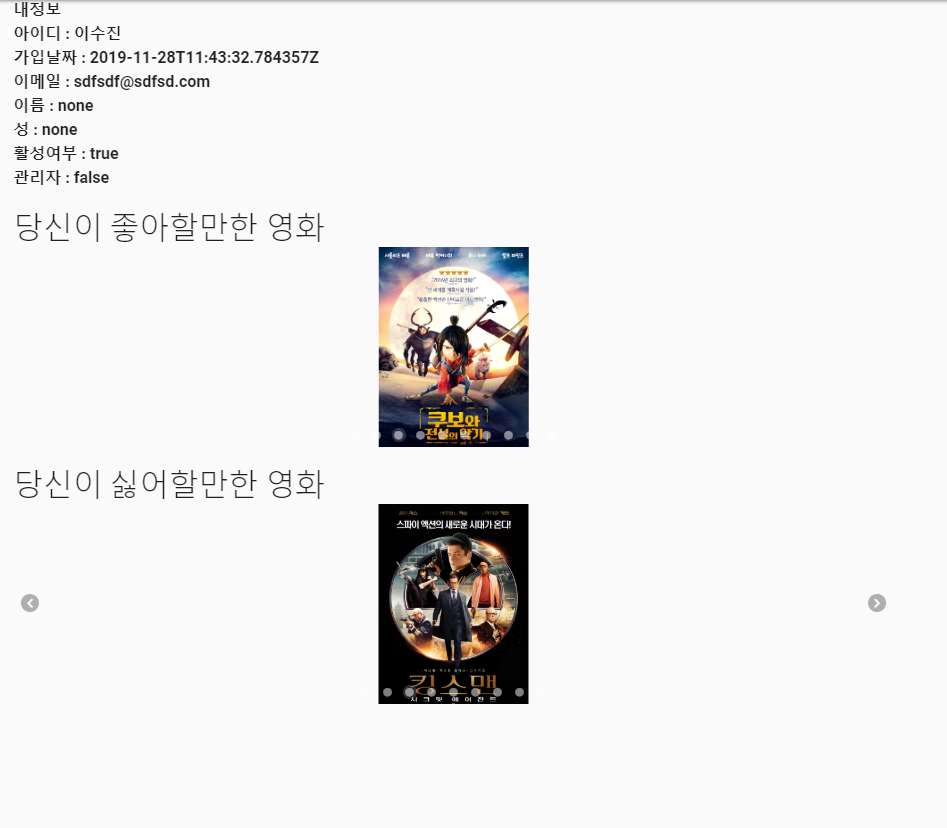 내정보
아이디 : 이수진
가입날짜 : 2019-11-28T11:43:32.784357Z
이메일 : sdfsdf@sdfsd.com
이름 : none
성 : none
활성여부 : true
관리자 : false
당신이 좋아할만한 영화
쿠보와
전설의 악기
당신이 싫어할만한 영화
스파이 액션의 새로운 시대가 온다!
킹스맨
시크릿 에이전트